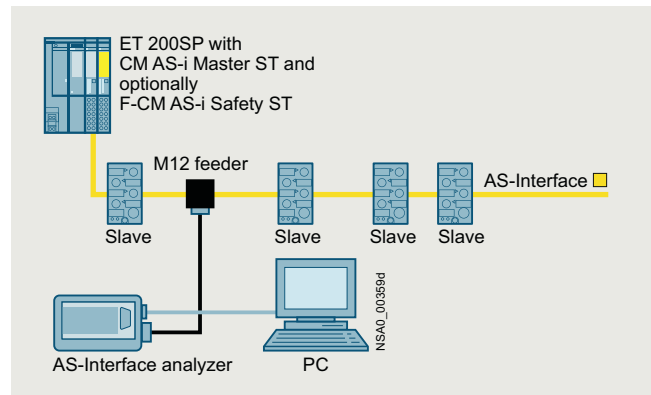 ET 200SP with
CM AS-i Master ST and
optionally
F-CM AS-i Safety ST
M12 feeder
AS-Interface
Slave
Slave
Slave
Slave
NSA0_00359d
AS-Interface analyzer
PC